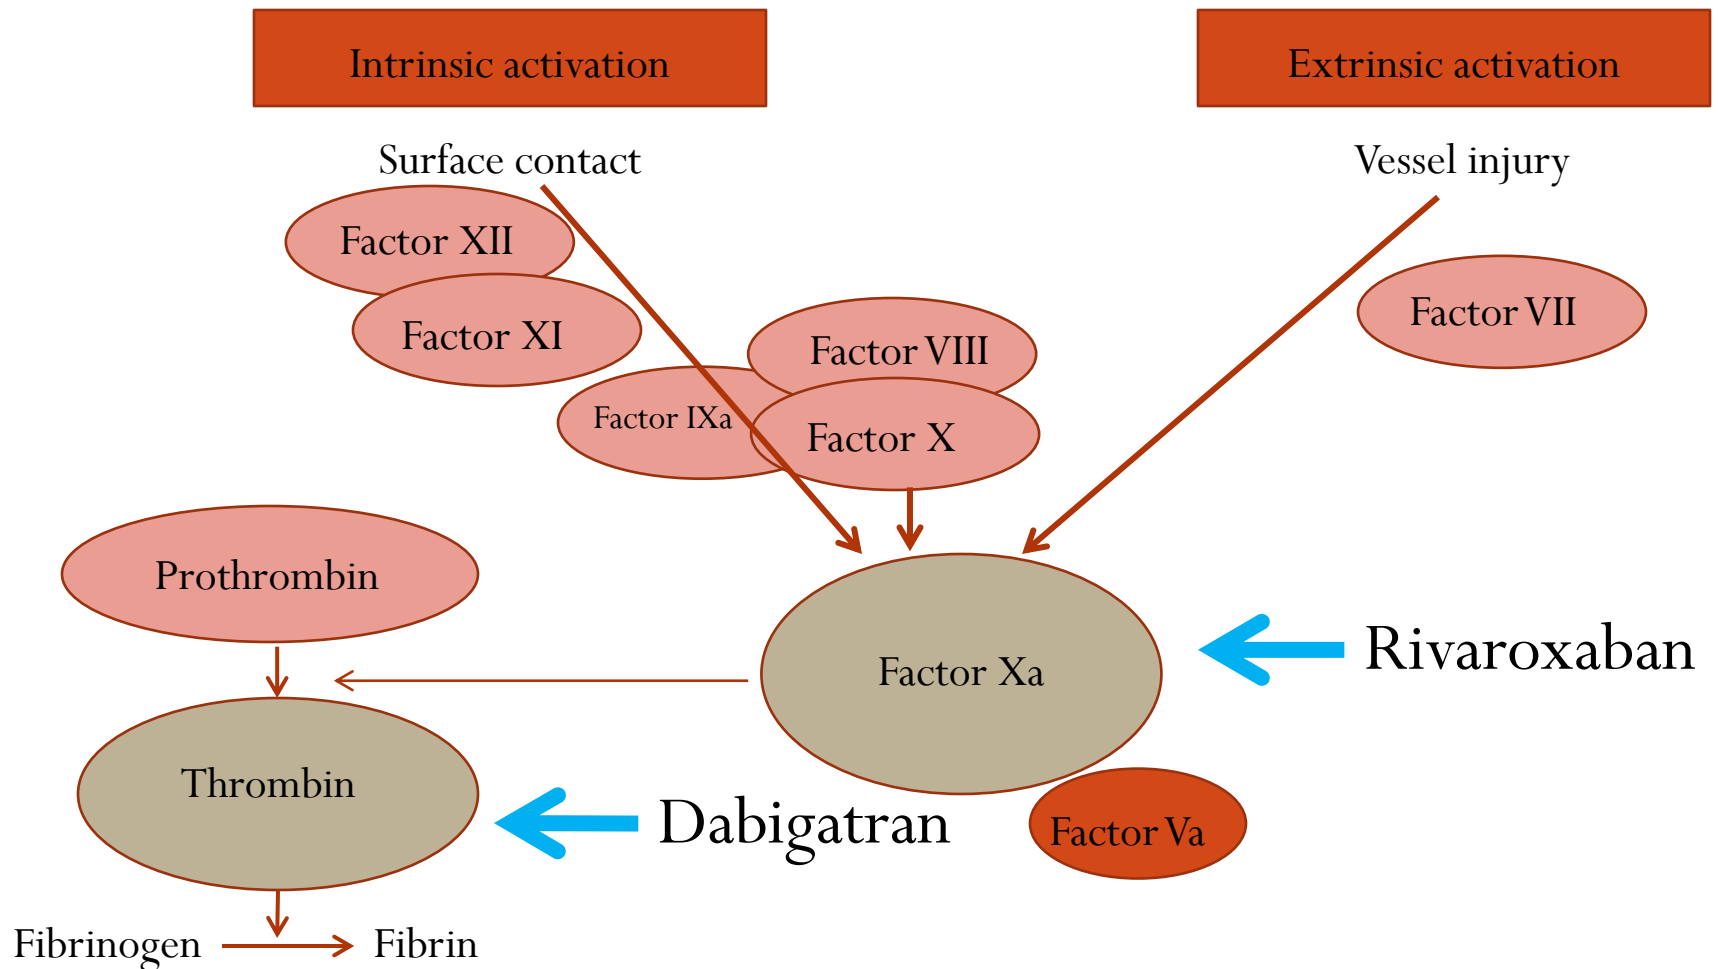 Intrinsic activation
Extrinsic activation
Surface contact
Vessel injury
Factor XII
Factor VII
Factor XI
Factor VIII
Factor IXa
Factor X
Prothrombin
Rivaroxaban
Factor Xa
Thrombin
Dabigatran
Factor Va
Fibrinogen
Fibrin